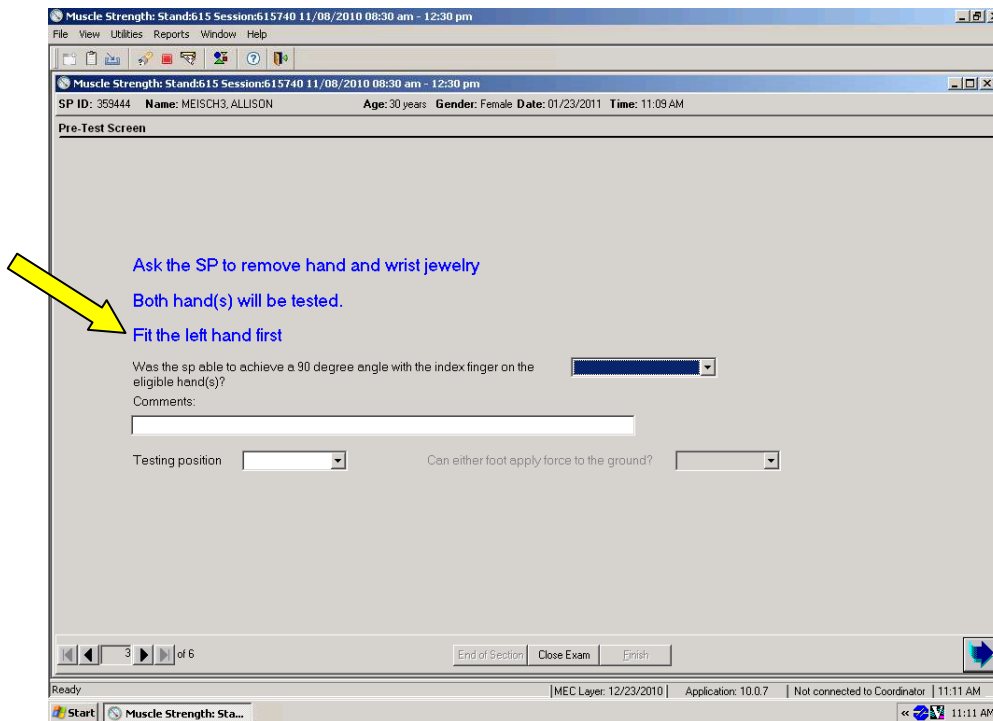 Muscle Strength: Stand:615 Session:615740 11/08/2010 08:30 am - 12:30 pm
File View Utilities Reports Window Help
Muscle Strength: Stand:615 Session:615740 11/08/2010 08:30 am - 12:30 pm
SP ID: 359444 Name: MEISCH3, ALLISON Age: 30 years Gender: Female Date: 01/23/2011 Time: 11:09 AM
Pre-Test Screen
Ask the SP to remove hand and wrist jewelry
Both hand(s) will be tested.
Fit the left hand first
Was the sp able to achieve a 90 degree angle with the index finger on the
eligible hand(s)?
Comments:
Testing position Can either foot apply force to the ground?
3 of 6 End of Section Close Exam Finish
Ready MEC Layer: 12/23/2010 Application: 10.0.7 Not connected to Coordinator 11:11 AM
Start Muscle Strength: Sta... 11:11 AM